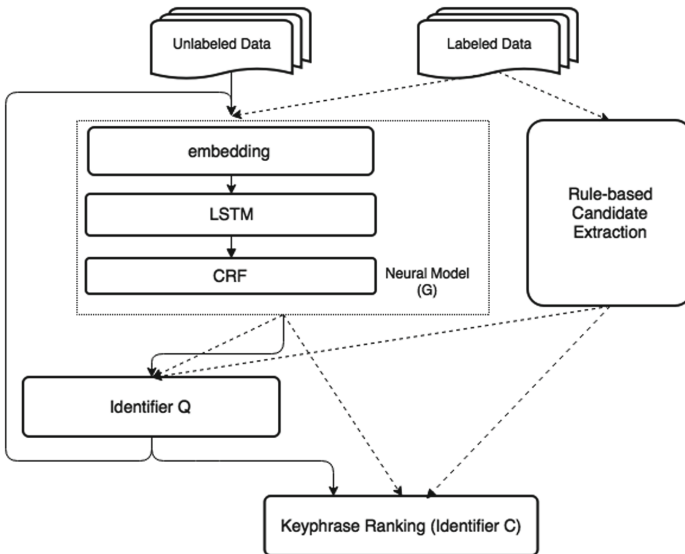 Unlabeled Data
Labeled Data
embedding
LSTM
CRF
Neural Model
(G)
Rule-based
Candidate
Extraction
Identifier Q
Keyphrase Ranking (Identifier C)